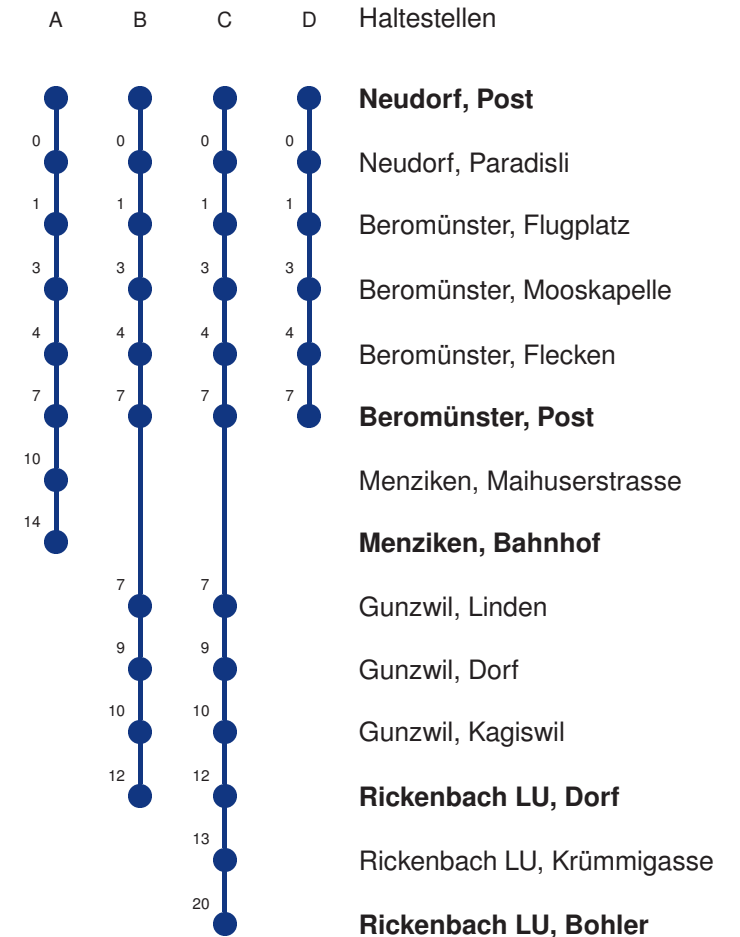 A B C D Haltestellen
Neudorf, Post
0 0 0 0 Neudorf, Paradisli
1 1 1 1 Beromünster, Flugplatz
3 3 3 3 Beromünster, Mooskapelle
4 4 4 4 Beromünster, Flecken
7 7 7 7 Beromünster, Post
10 Menziken, Maihuserstrasse
14 Menziken, Bahnhof
7 7 Gunzwil, Linden
9 9 Gunzwil, Dorf
10 10 Gunzwil, Kagiswil
12 12 Rickenbach LU, Dorf
13 Rickenbach LU, Krümmigasse
20 Rickenbach LU, Bohler